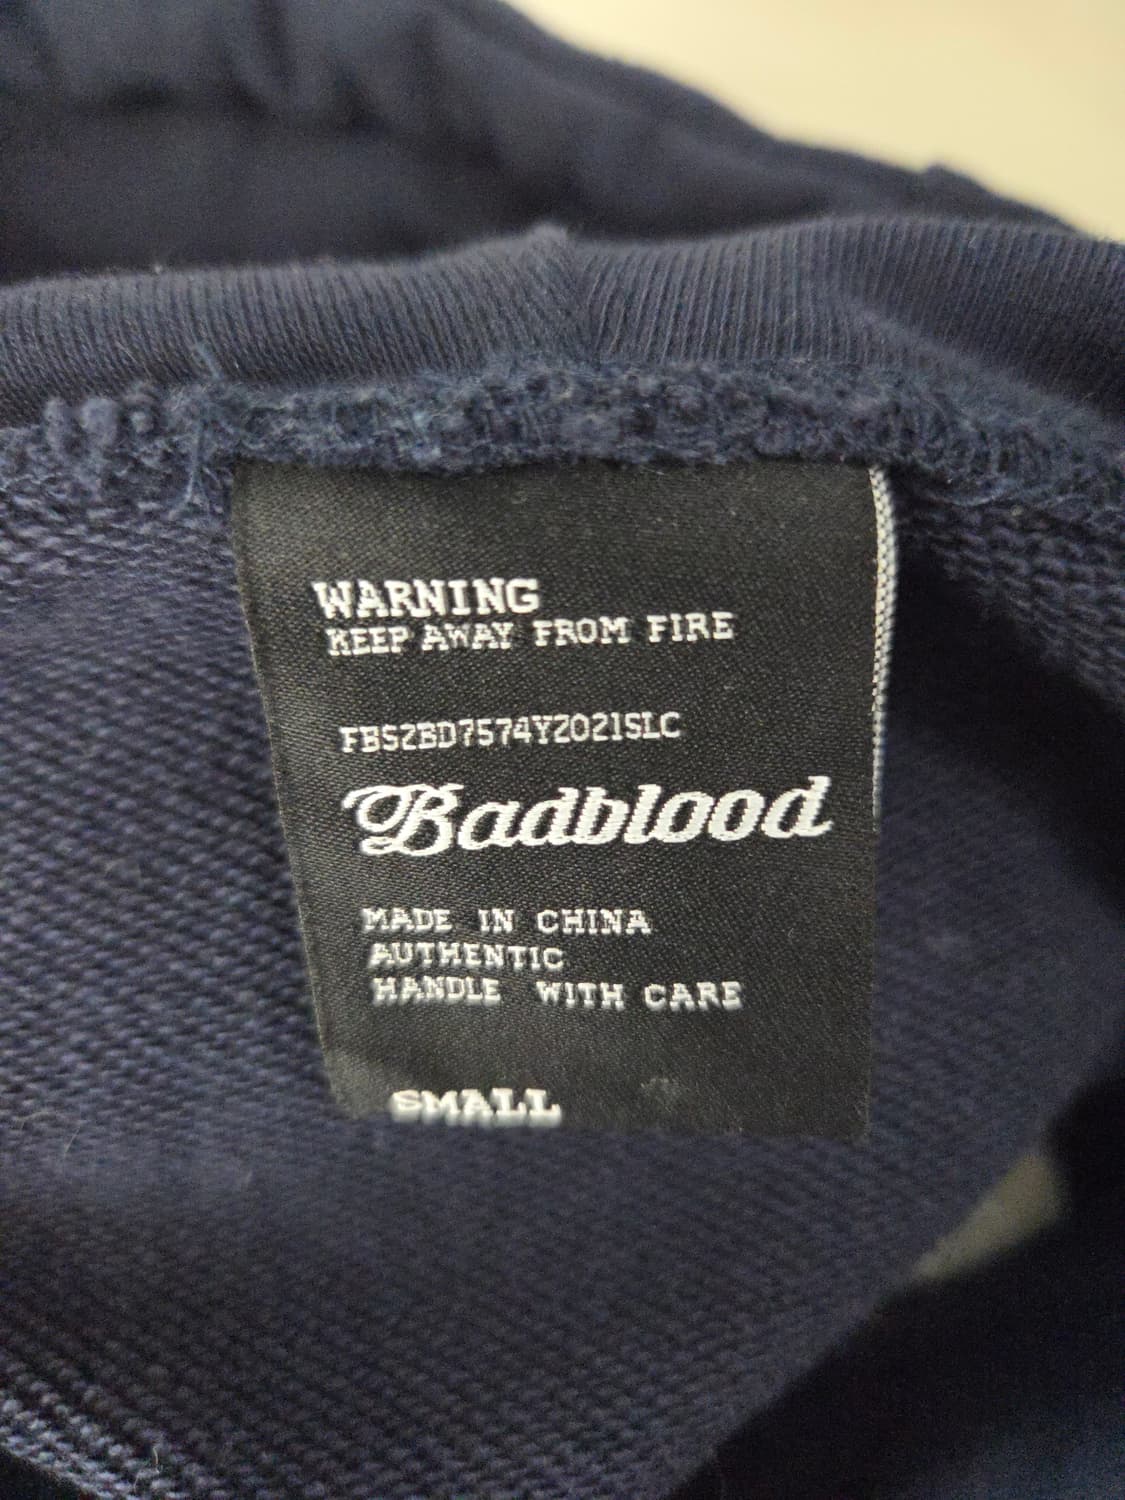 WARNING
KEEP AWAY FROM FIRE
FBS2BD7574Y2021SLC
Badblood
MADE IN CHINA
AUTHENTIC
HANDLE WITH CARE
SMALL